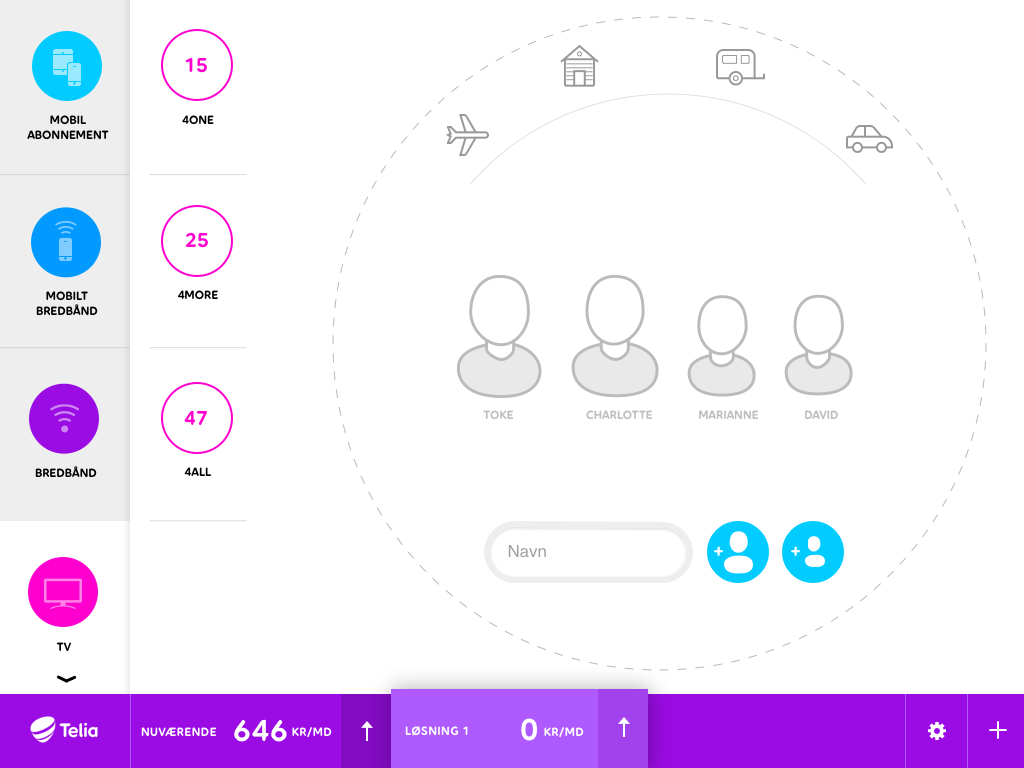 MOBIL
ABONNEMENT
MOBILT
BREDBÅND
BREDBÅND
TV
15
4ONE
25
4MORE
47
4ALL
TOKE
CHARLOTTE
MARIANNE
DAVID
Navn
Telia
NUVÆRENDE 646 KR/MD
LØSNING 1 0 KR/MD